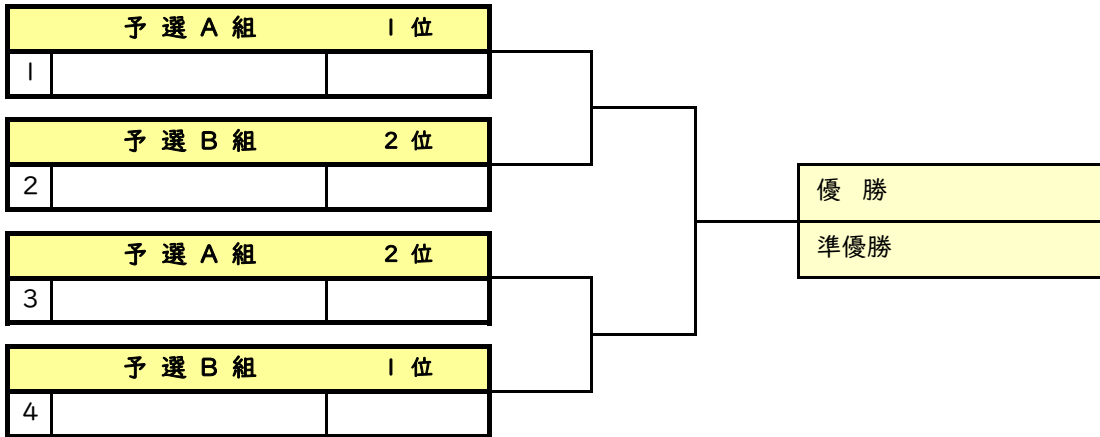 予 選 A 組 1 位
1
予 選 B 組 2 位
2
予 選 A 組 2 位
3
予 選 B 組 1 位
4
優 勝
準優勝